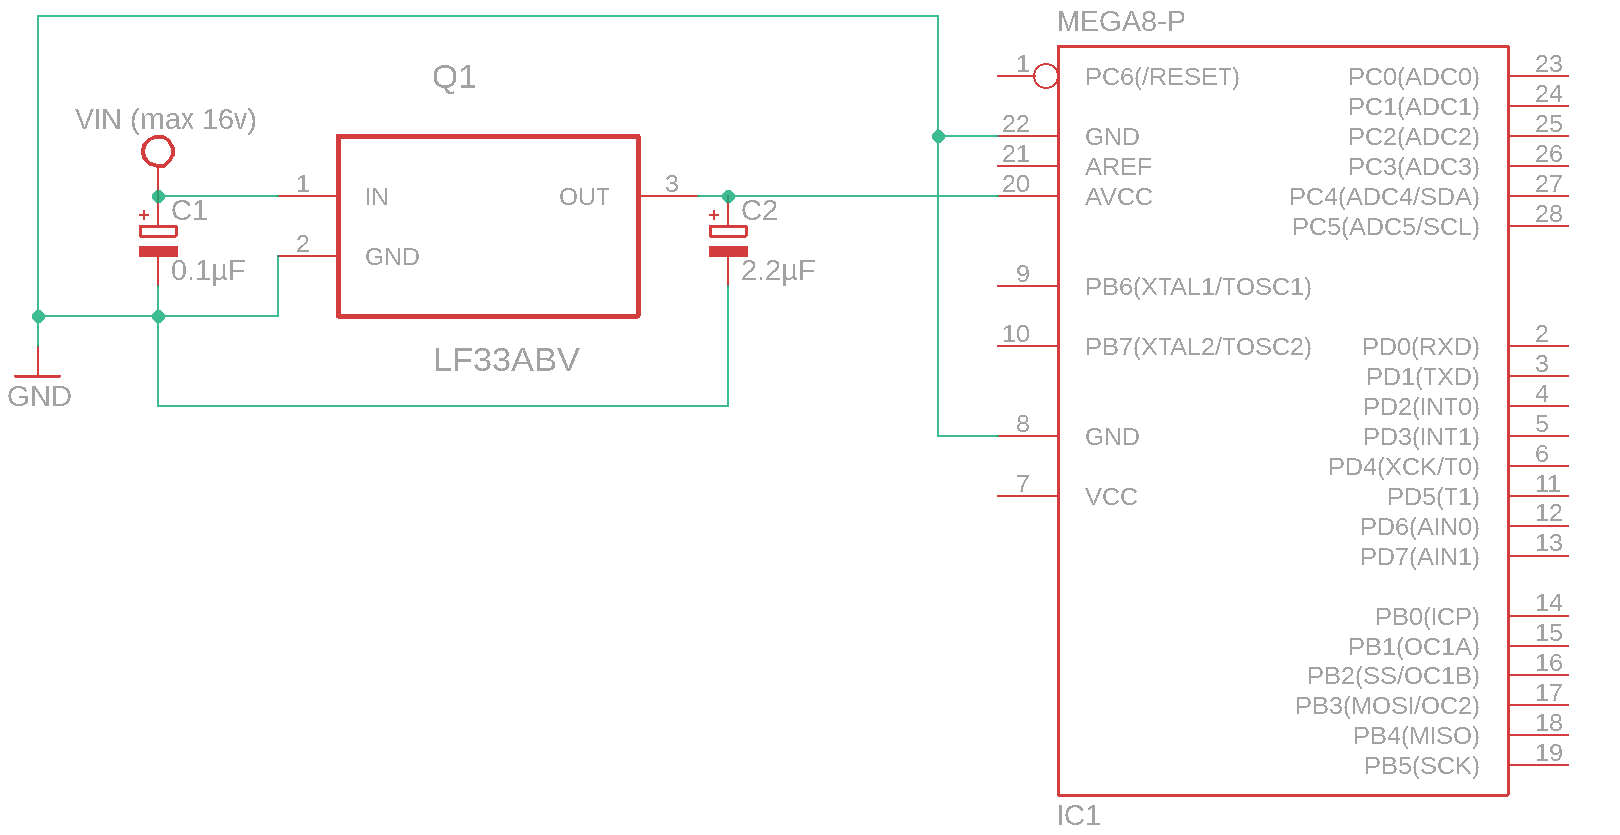 MEGA8-P
Q1
VIN (max 16v)
1 IN
2 GND
OUT 3
LF33ABV
+ C1
0.1µF
+ C2
2.2µF
GND
1 PC6(/RESET)
22 GND
21 AREF
20 AVCC
9 PB6(XTAL1/TOSC1)
10 PB7(XTAL2/TOSC2)
8 GND
7 VCC
PC0(ADC0) 23
PC1(ADC1) 24
PC2(ADC2) 25
PC3(ADC3) 26
PC4(ADC4/SDA) 27
PC5(ADC5/SCL) 28
PD0(RXD) 2
PD1(TXD) 3
PD2(INT0) 4
PD3(INT1) 5
PD4(XCK/T0) 6
PD5(T1) 11
PD6(AIN0) 12
PD7(AIN1) 13
PB0(ICP) 14
PB1(OC1A) 15
PB2(SS/OC1B) 16
PB3(MOSI/OC2) 17
PB4(MISO) 18
PB5(SCK) 19
IC1